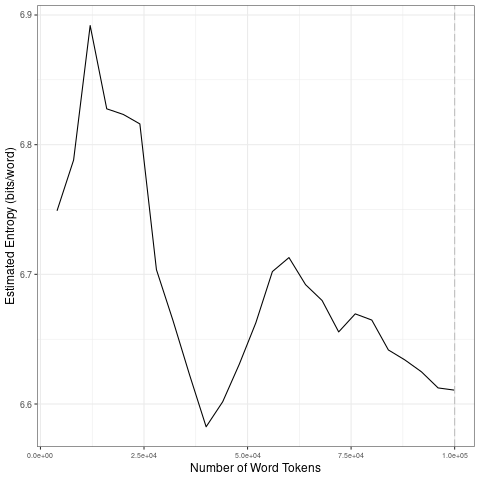 Estimated Entropy (bits/word)
6.9
6.8
6.7
6.6
0.0e+00 2.5e+04 5.0e+04 7.5e+04 1.0e+05
Number of Word Tokens